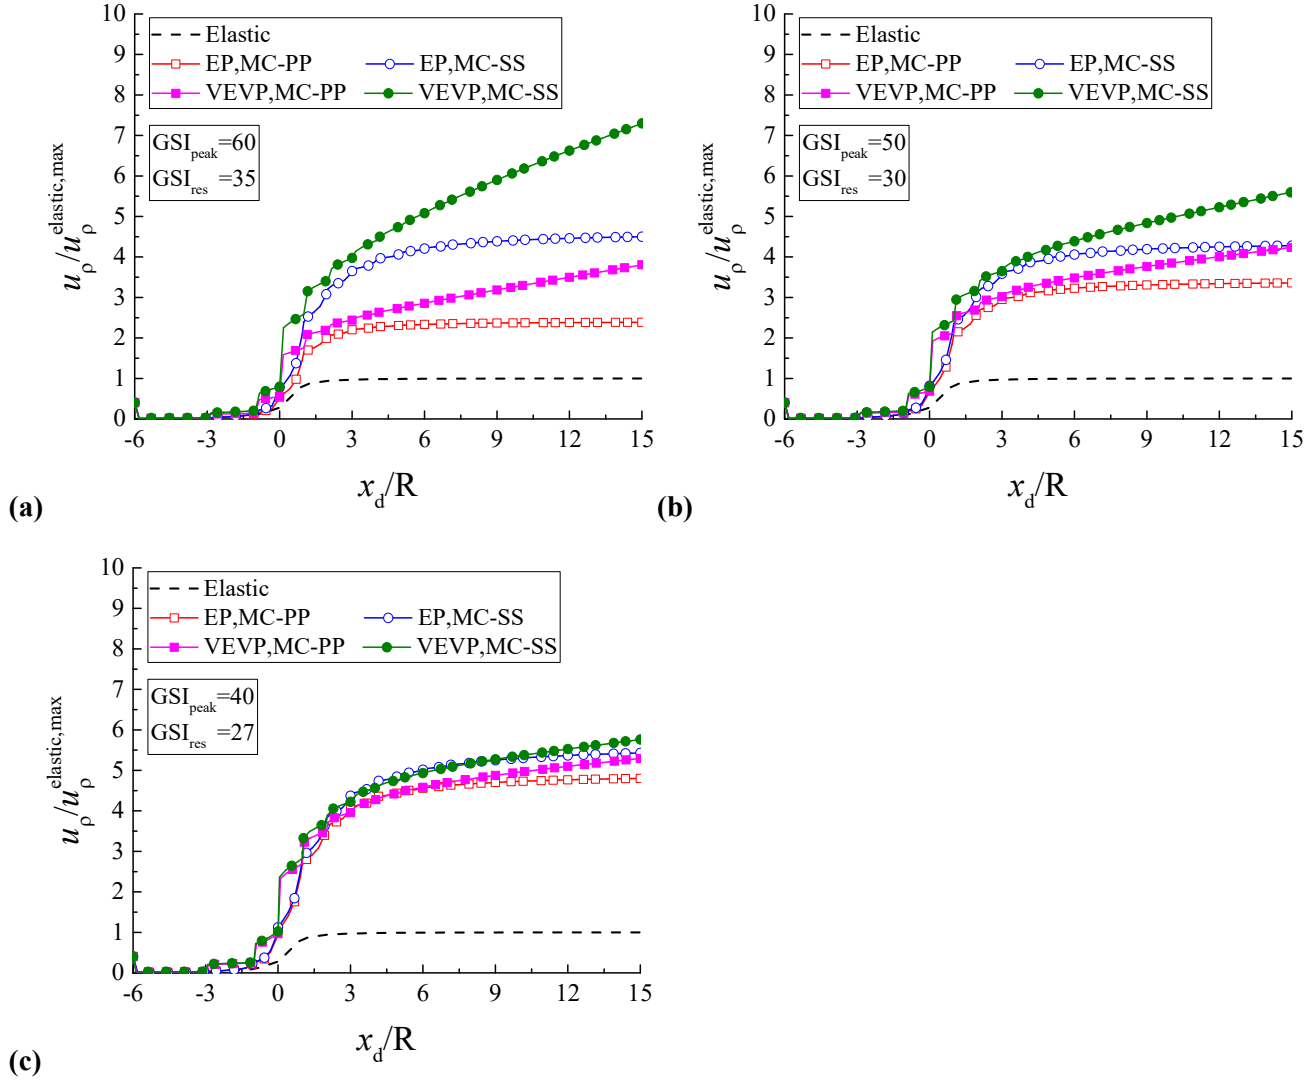 10
9
8
7
6
5
4
3
2
1
0
Elastic
EP,MC-PP EP,MC-SS
VEVP,MC-PP VEVP,MC-SS
GSIpeak=60
GSIres =35
uρ/uρelastic,max
-6 -3 0 3 6 9 12 15
xd/R
(a)
10
9
8
7
6
5
4
3
2
1
0
Elastic
EP,MC-PP EP,MC-SS
VEVP,MC-PP VEVP,MC-SS
GSIpeak=50
GSIres =30
uρ/uρelastic,max
-6 -3 0 3 6 9 12 15
xd/R
(b)
10
9
8
7
6
5
4
3
2
1
0
Elastic
EP,MC-PP EP,MC-SS
VEVP,MC-PP VEVP,MC-SS
GSIpeak=40
GSIres =27
uρ/uρelastic,max
-6 -3 0 3 6 9 12 15
xd/R
(c)